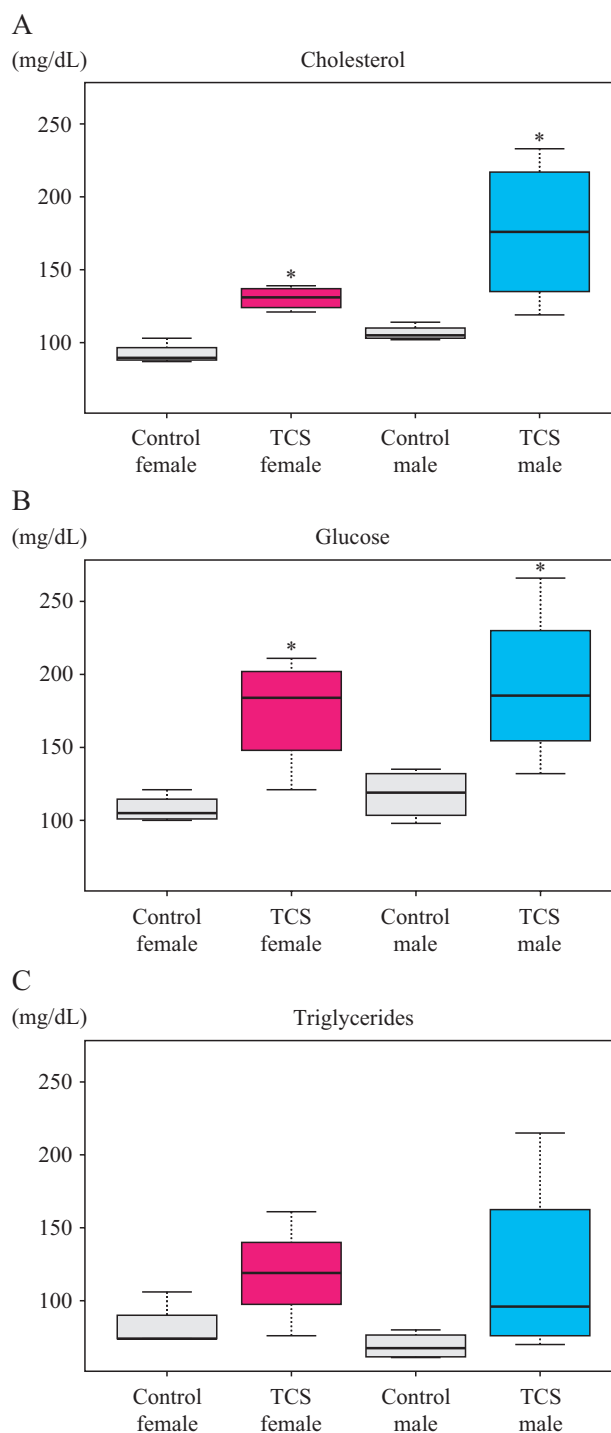 A
(mg/dL) Cholesterol
250
*
200
150
*
100
Control TCS Control TCS
female female male male
B
(mg/dL) Glucose
*
250
*
200
150
100
Control TCS Control TCS
female female male male
C
(mg/dL) Triglycerides
250
200
150
100
Control TCS Control TCS
female female male male